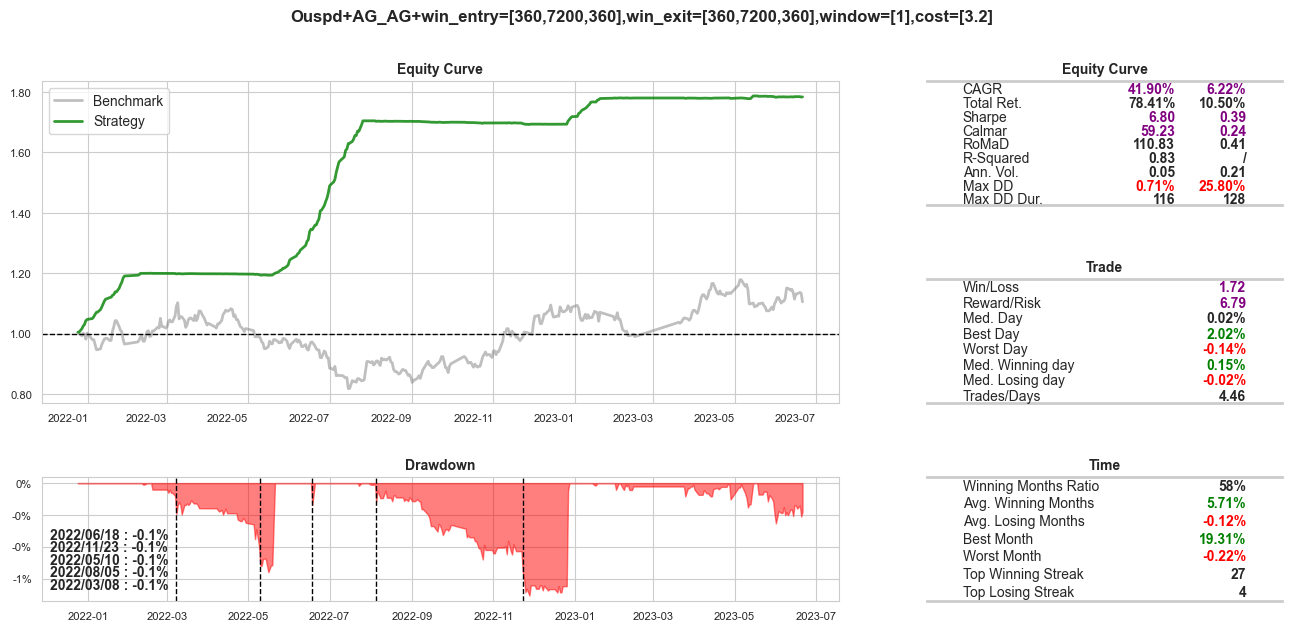 Ouspd+AG_AG+win_entry=[360,7200,360],win_exit=[360,7200,360],window=[1],cost=[3.2]
Equity Curve
Benchmark
Strategy
1.80
1.60
1.40
1.20
1.00
0.80
2022-01 2022-03 2022-05 2022-07 2022-09 2022-11 2023-01 2023-03 2023-05 2023-07
Equity Curve
CAGR 41.90% 6.22%
Total Ret. 78.41% 10.50%
Sharpe 6.80 0.39
Calmar 59.23 0.24
RoMaD 110.83 0.41
R-Squared 0.83 /
Ann. Vol. 0.05 0.21
Max DD 0.71% 25.80%
Max DD Dur. 116 128
Trade
Win/Loss 1.72
Reward/Risk 6.79
Med. Day 0.02%
Best Day 2.02%
Worst Day -0.14%
Med. Winning day 0.15%
Med. Losing day -0.02%
Trades/Days 4.46
Drawdown
0%
-0%
-0%
-1%
2022/06/18 : -0.1%
2022/11/23 : -0.1%
2022/05/10 : -0.1%
2022/08/05 : -0.1%
2022/03/08 : -0.1%
2022-01 2022-03 2022-05 2022-07 2022-09 2022-11 2023-01 2023-03 2023-05 2023-07
Time
Winning Months Ratio 58%
Avg. Winning Months 5.71%
Avg. Losing Months -0.12%
Best Month 19.31%
Worst Month -0.22%
Top Winning Streak 27
Top Losing Streak 4